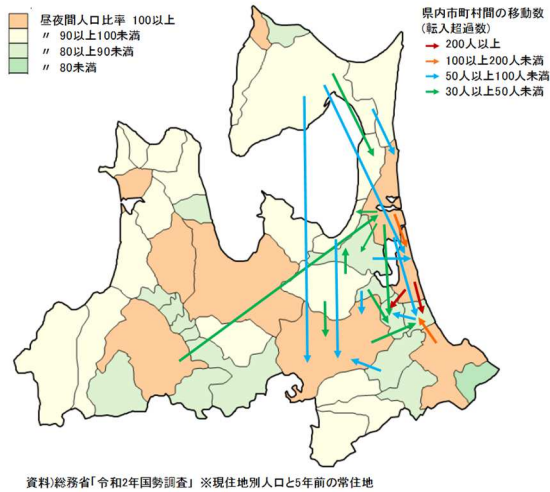 昼夜間人口比率 100以上
〃 90以上100未満
〃 80以上90未満
〃 80未満
県内市町村間の移動数
(転入超過数)
200人以上
100以上200人未満
50人以上100人未満
30人以上50人未満
資料)総務省「令和2年国勢調査」 ※現住地別人口と5年前の常住地